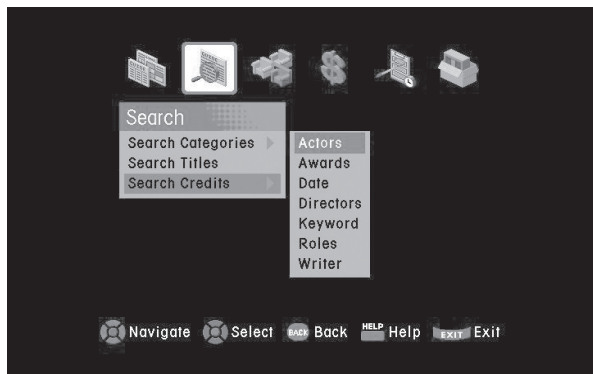 Search
Search Categories
Search Titles
Search Credits
Actors
Awards
Date
Directors
Keyword
Roles
Writer
Navigate Select BACK Back HELP Help EXIT Exit